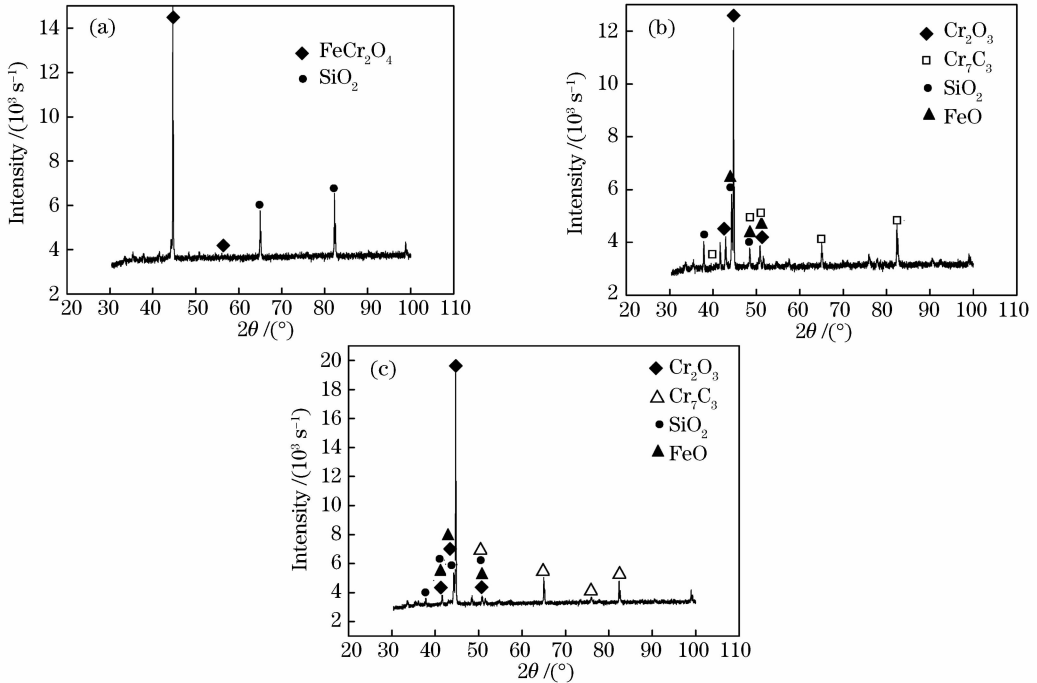 (a)
FeCr₂O₄
SiO₂
Intensity /(10³ s⁻¹)
14
12
10
8
6
4
2
20 30 40 50 60 70 80 90 100 110
2θ /(°)
(b)
Cr₂O₃
Cr₇C₃
SiO₂
FeO
Intensity /(10³ s⁻¹)
12
10
8
6
4
2
20 30 40 50 60 70 80 90 100 110
2θ /(°)
(c)
Cr₂O₃
Cr₇C₃
SiO₂
FeO
Intensity /(10³ s⁻¹)
20
18
16
14
12
10
8
6
4
2
20 30 40 50 60 70 80 90 100 110
2θ /(°)